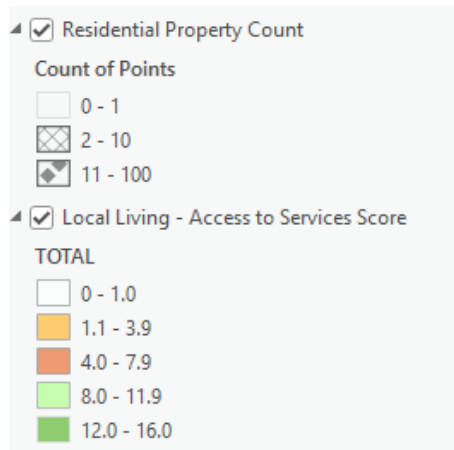 Residential Property Count
Count of Points
0 - 1
2 - 10
11 - 100
Local Living - Access to Services Score
TOTAL
0 - 1.0
1.1 - 3.9
4.0 - 7.9
8.0 - 11.9
12.0 - 16.0